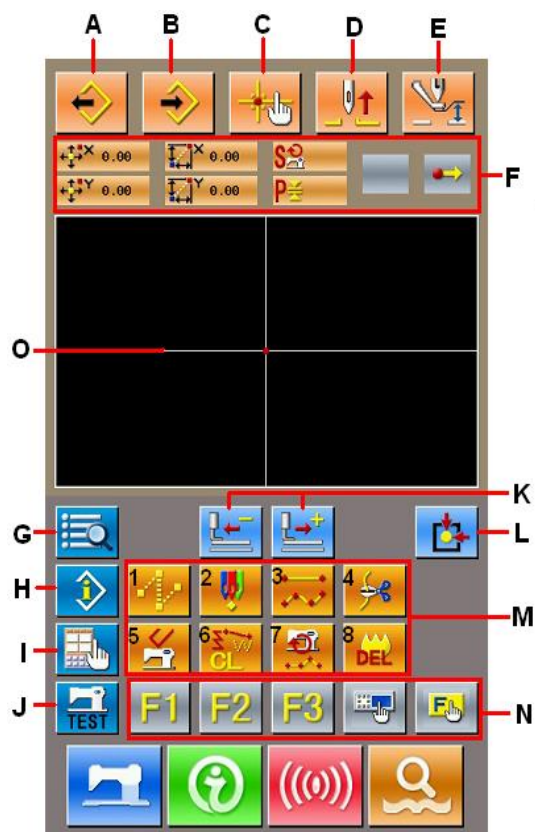 A B C D E
X 0.00 X 0.00 S
Y 0.00 Y 0.00 P
F
O
K
G
L
1 2 3 4
H
M
5 6 CL 7 8 DEL
I
J TEST F1 F2 F3 F
N